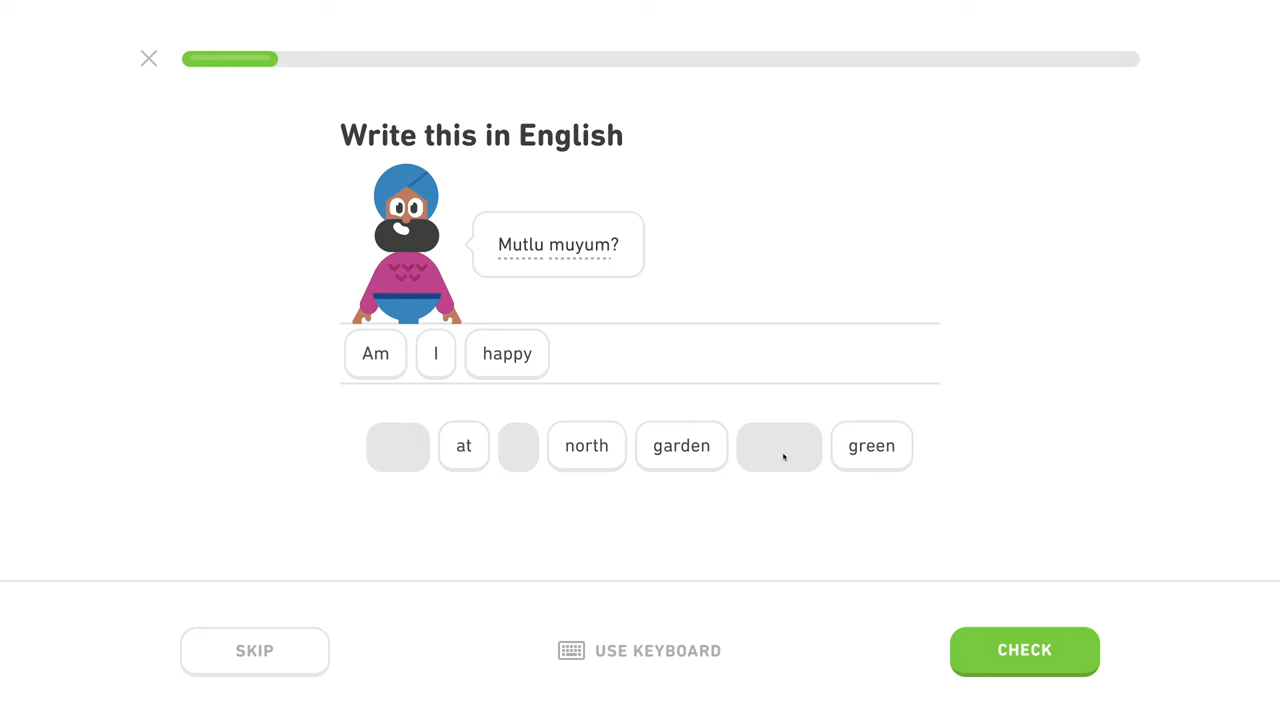 Write this in English
Mutlu muyum?
Am I happy
at north garden green
SKIP USE KEYBOARD CHECK